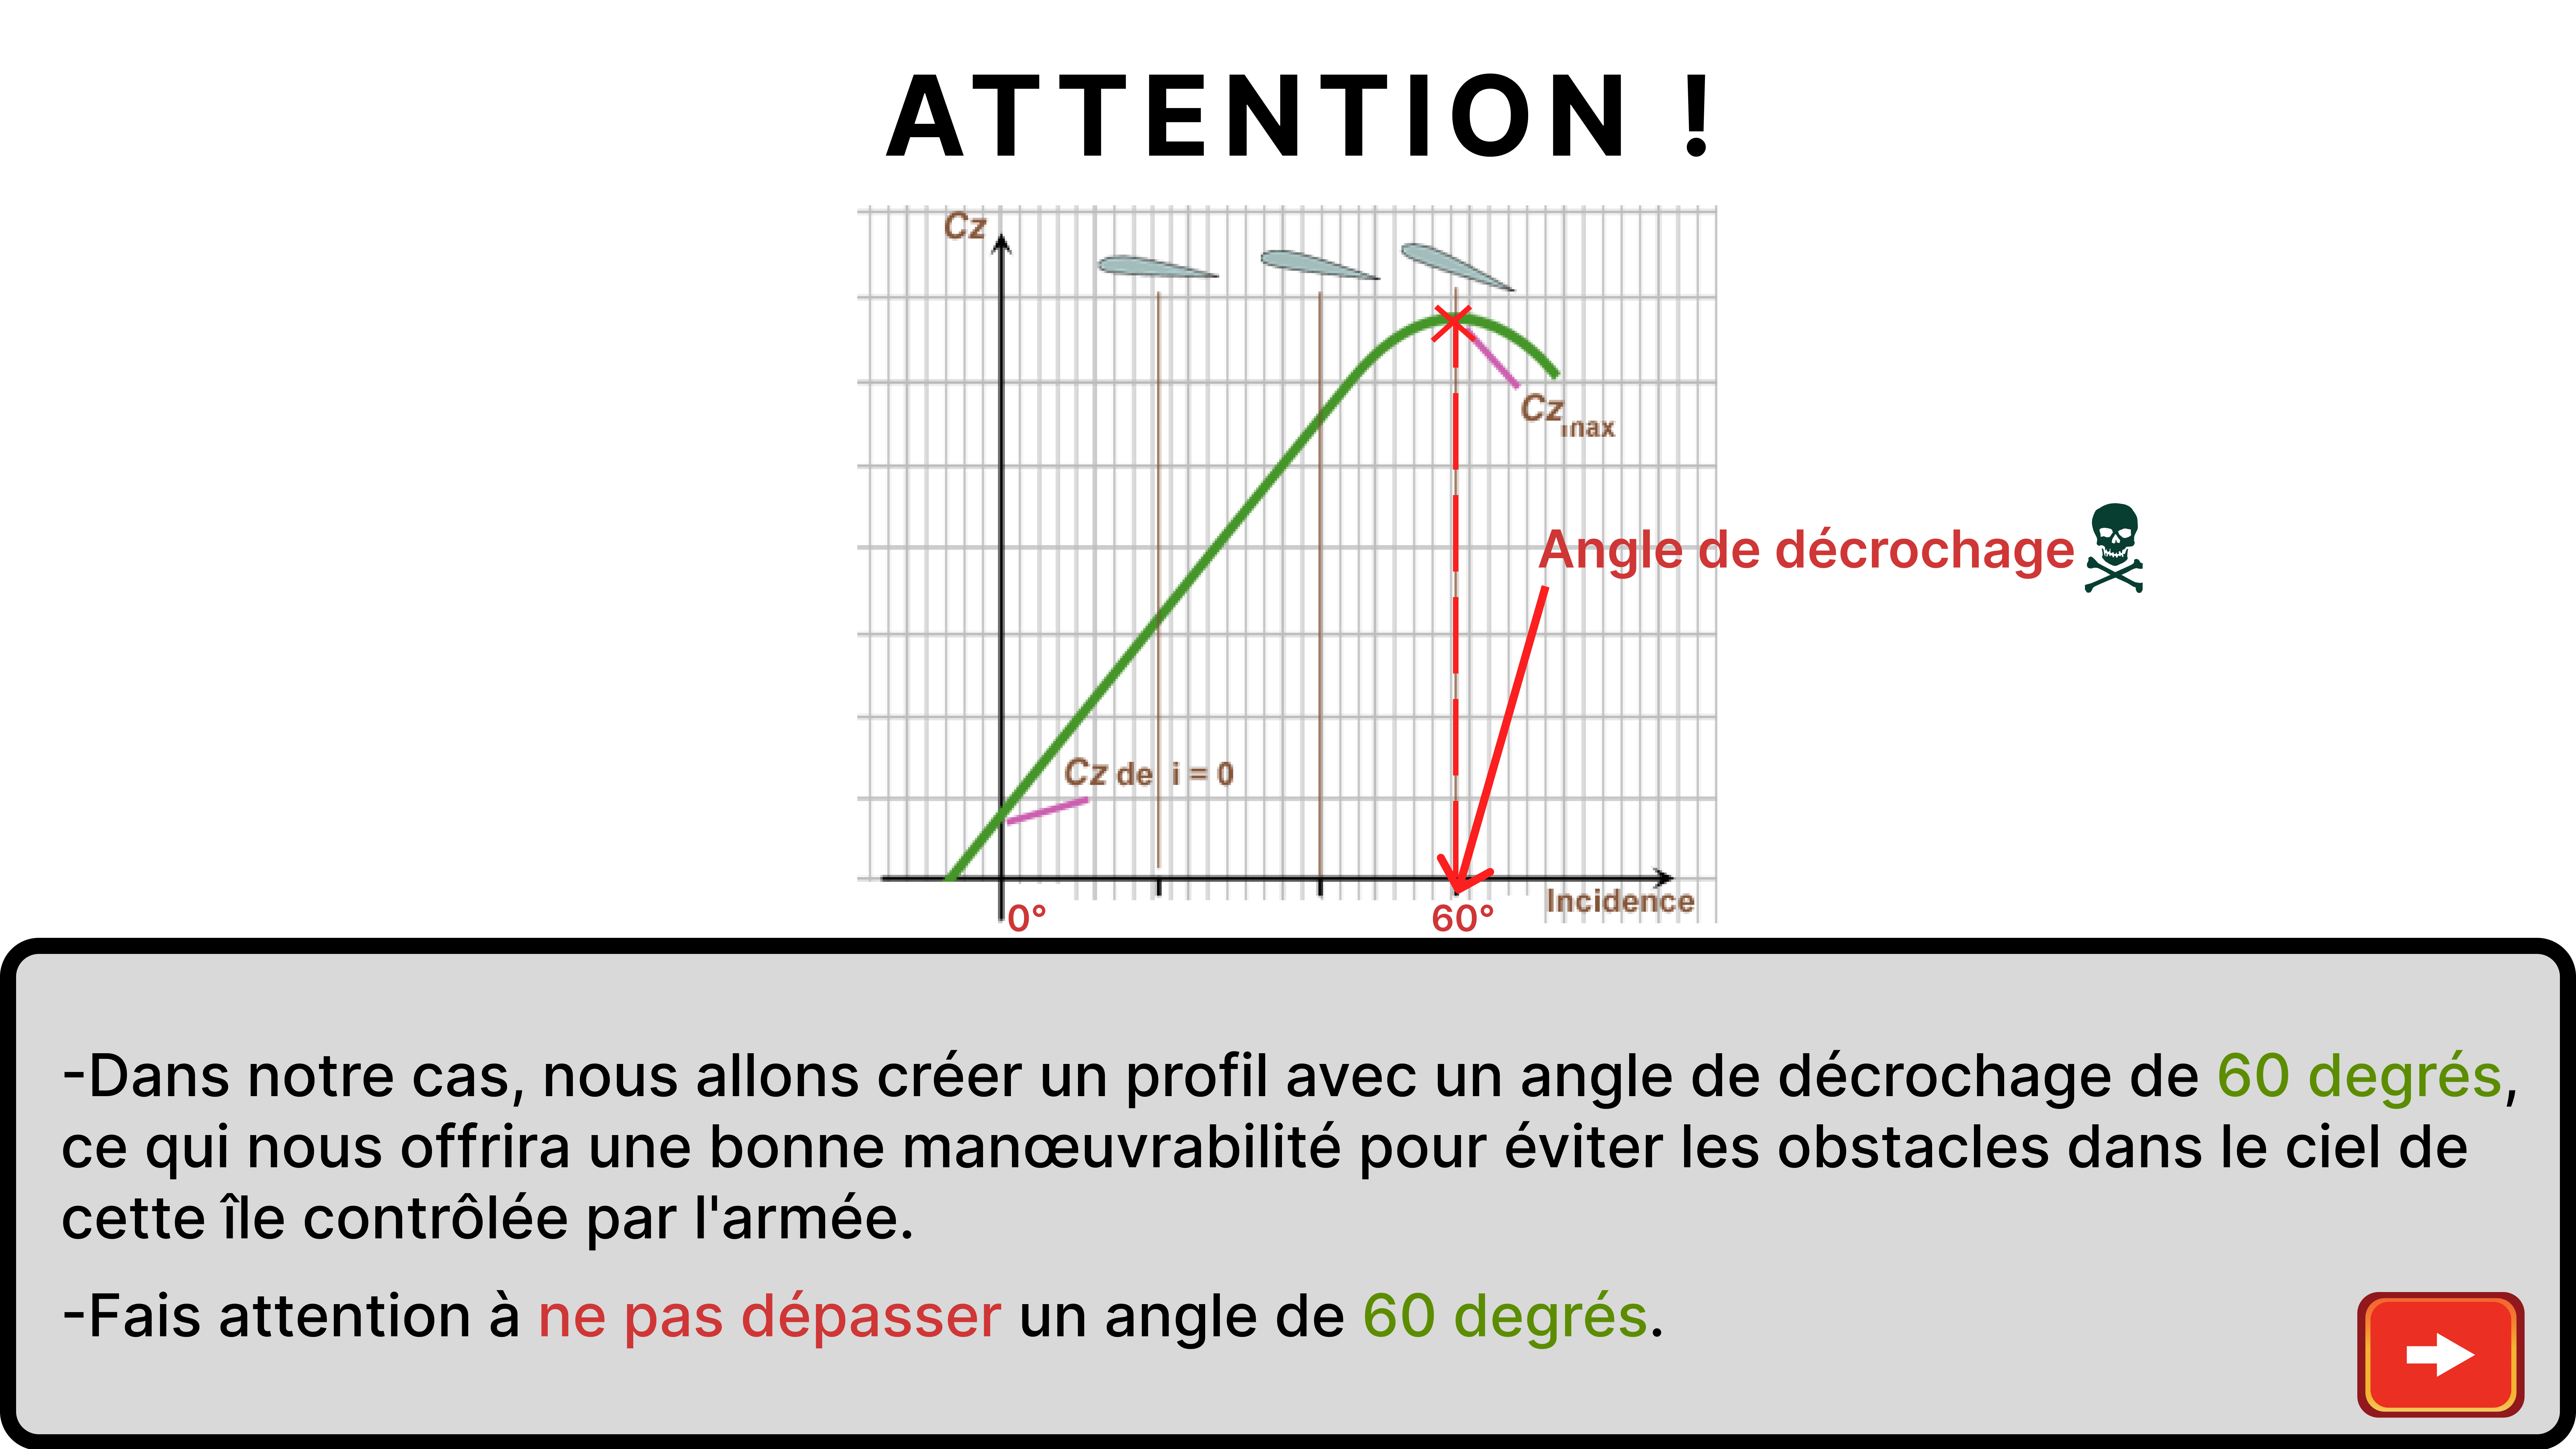 ATTENTION !
Cz
Cz max
Angle de décrochage
Cz de i = 0
Incidence
0°
60°
-Dans notre cas, nous allons créer un profil avec un angle de décrochage de 60 degrés,
ce qui nous offrira une bonne manœuvrabilité pour éviter les obstacles dans le ciel de
cette île contrôlée par l'armée.
-Fais attention à ne pas dépasser un angle de 60 degrés.